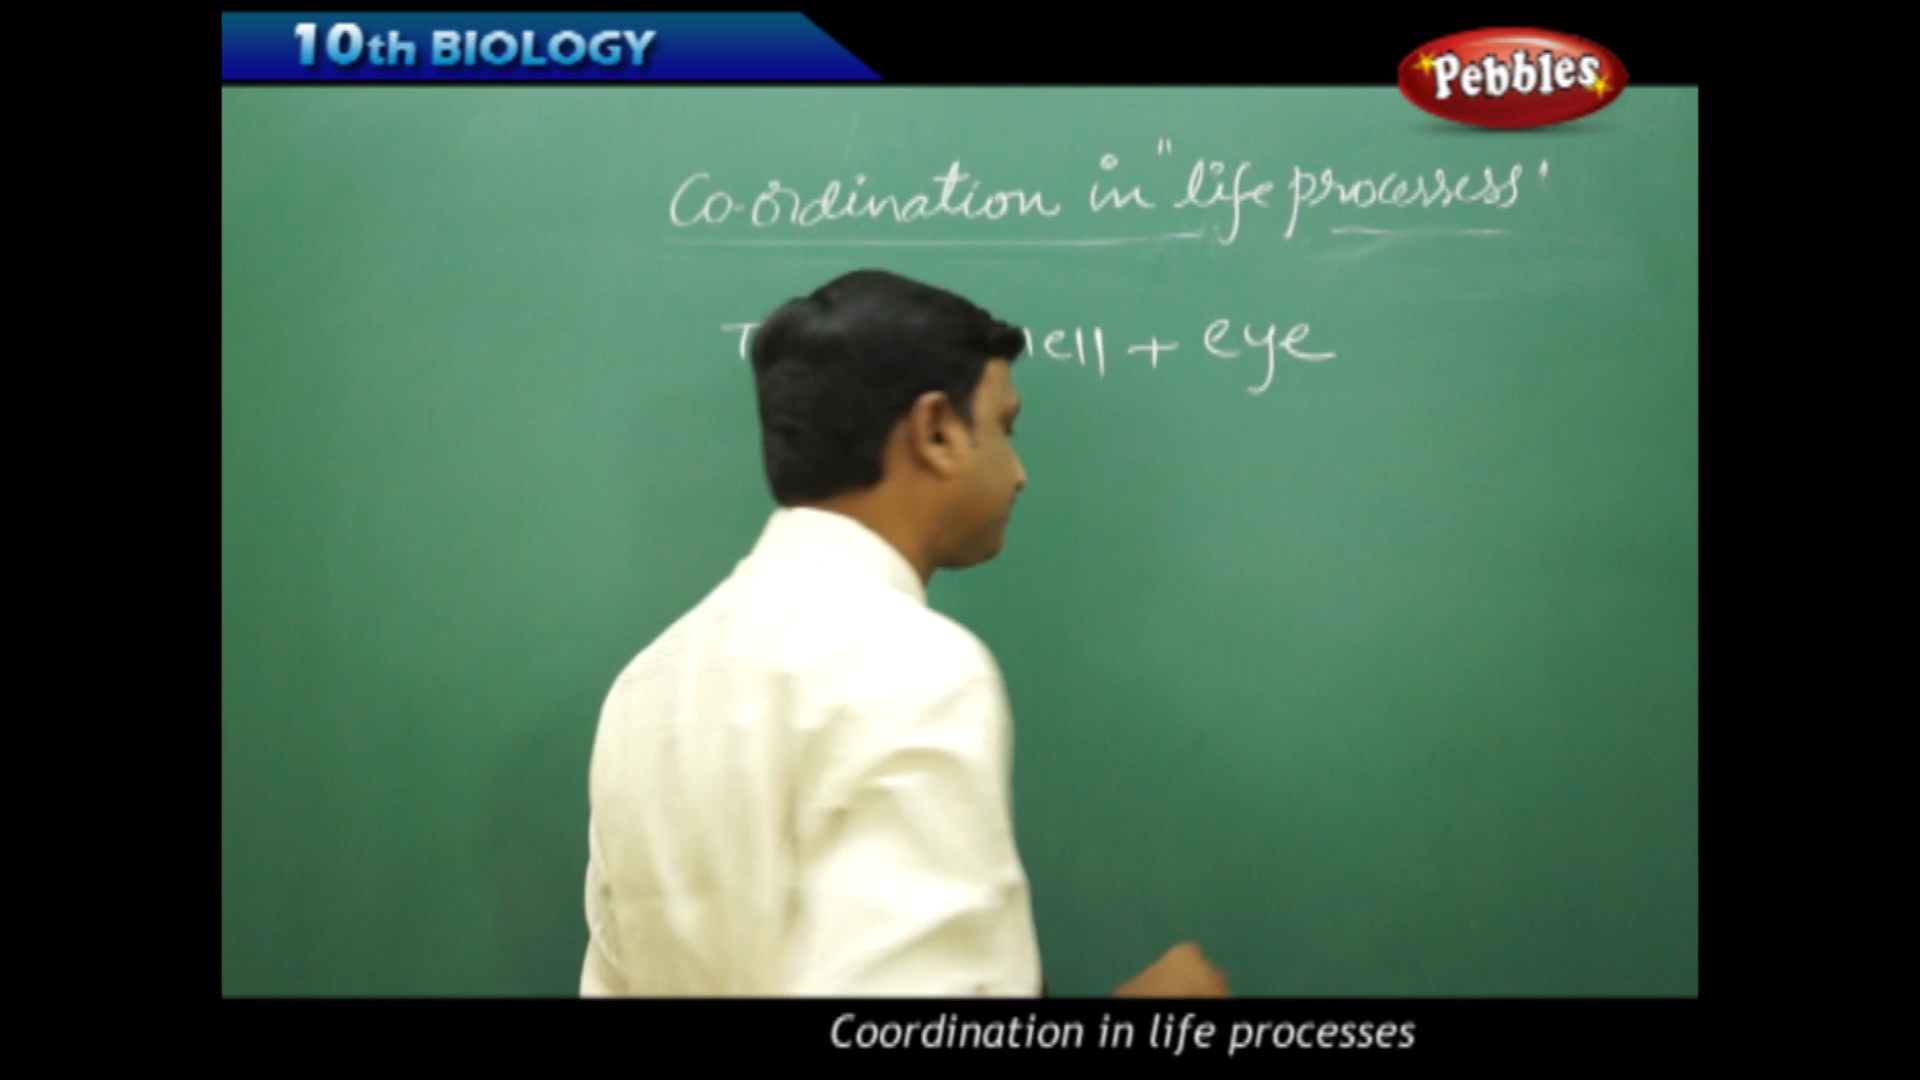 10th BIOLOGY
Pebbles
Co-ordination in "life processess'
+ eye
Coordination in life processes